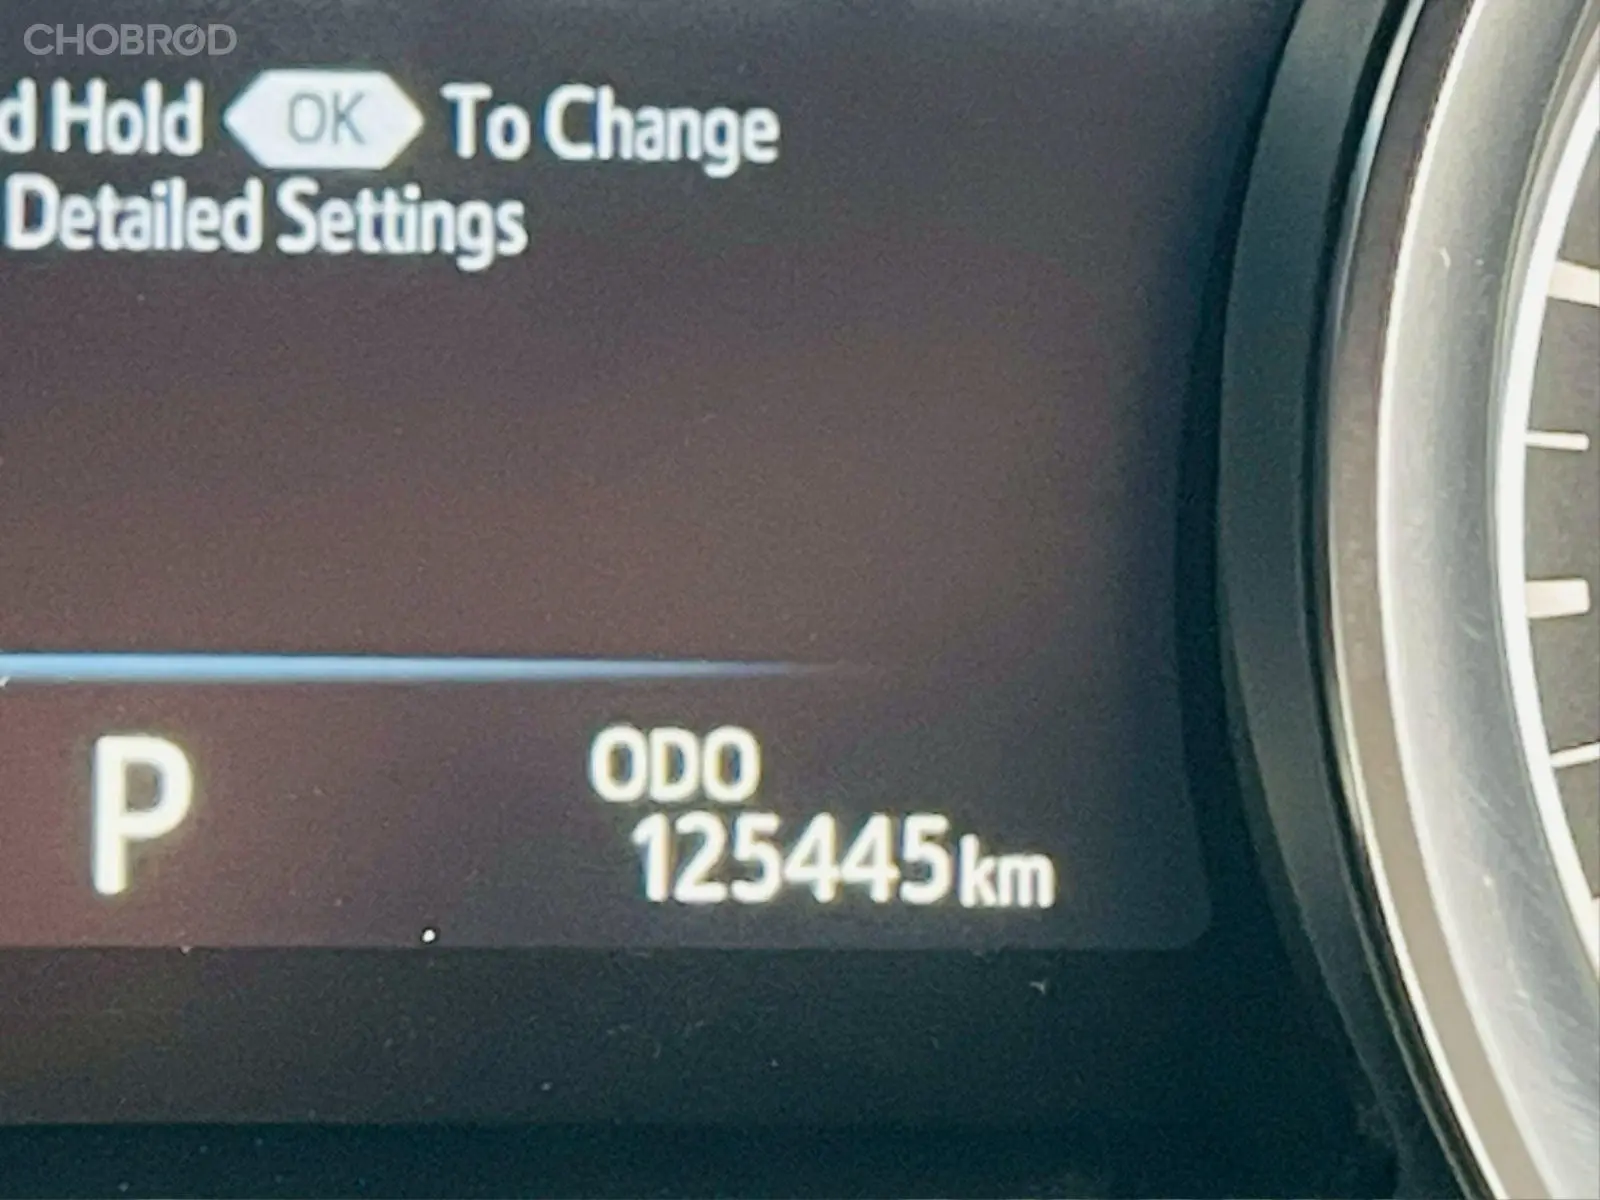 CHOBROD
d Hold OK To Change
Detailed Settings
P
ODO
125445km